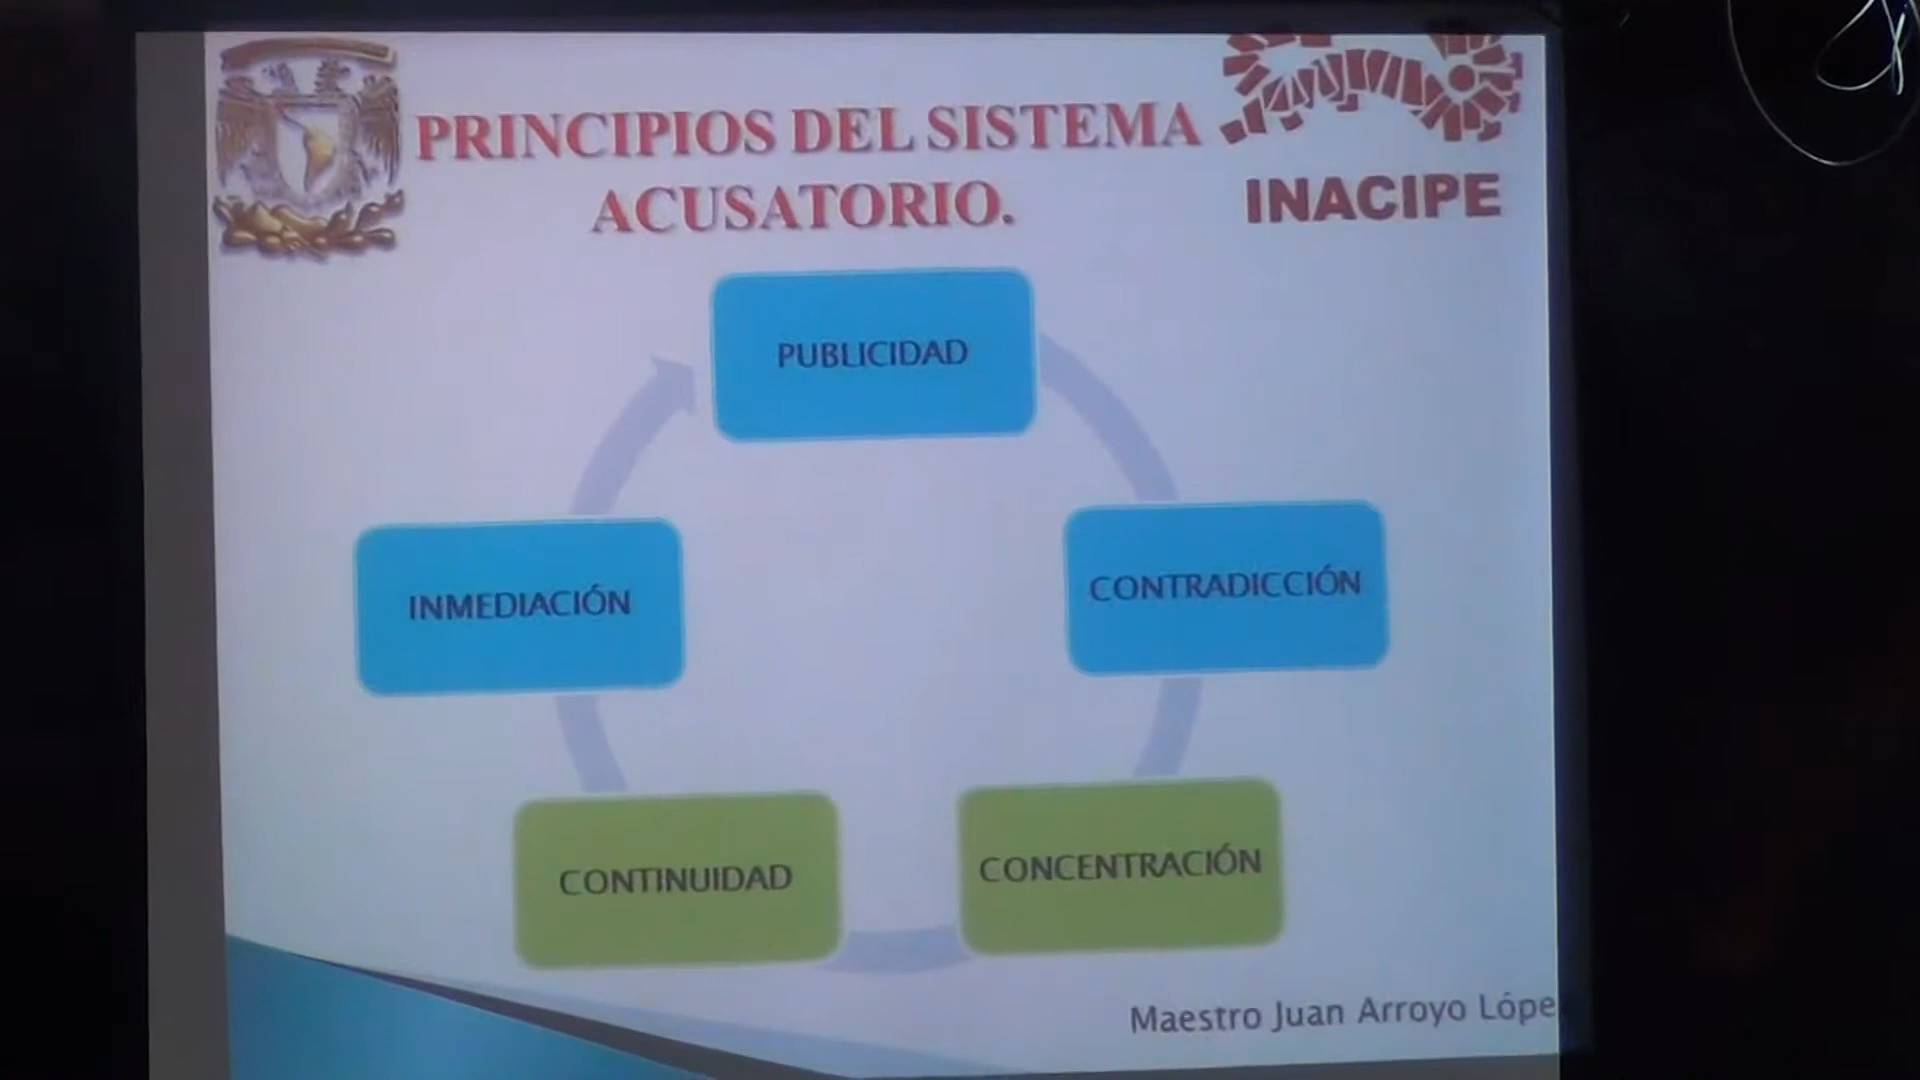 PRINCIPIOS DEL SISTEMA
ACUSATORIO.
INACIPE
PUBLICIDAD
INMEDIACIÓN
CONTRADICCIÓN
CONTINUIDAD
CONCENTRACIÓN
Maestro Juan Arroyo Lópe